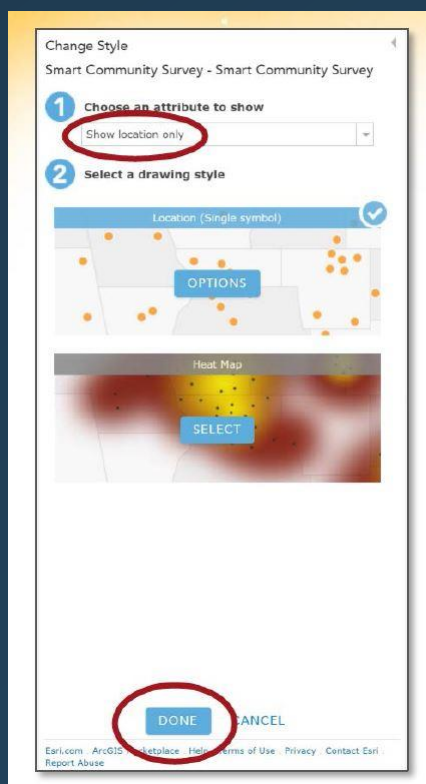 Change Style
Smart Community Survey - Smart Community Survey
1 Choose an attribute to show
Show location only
2 Select a drawing style
Location (Single symbol)
OPTIONS
Heat Map
SELECT
DONE CANCEL
Esri.com . ArcGIS Marketplace . Help . Terms of Use . Privacy . Contact Esri .
Report Abuse